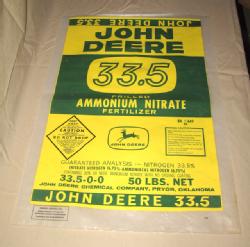 JOHN DEERE 33.5
JOHN
DEERE
33.5
PRILLED
AMMONIUM NITRATE
FERTILIZER
CAUTION
JOHN DEERE
GUARANTEED ANALYSIS — NITROGEN 33.5%
33.5-0-0 50 LBS. NET
JOHN DEERE CHEMICAL COMPANY, PRYOR, OKLAHOMA
JOHN DEERE 33.5